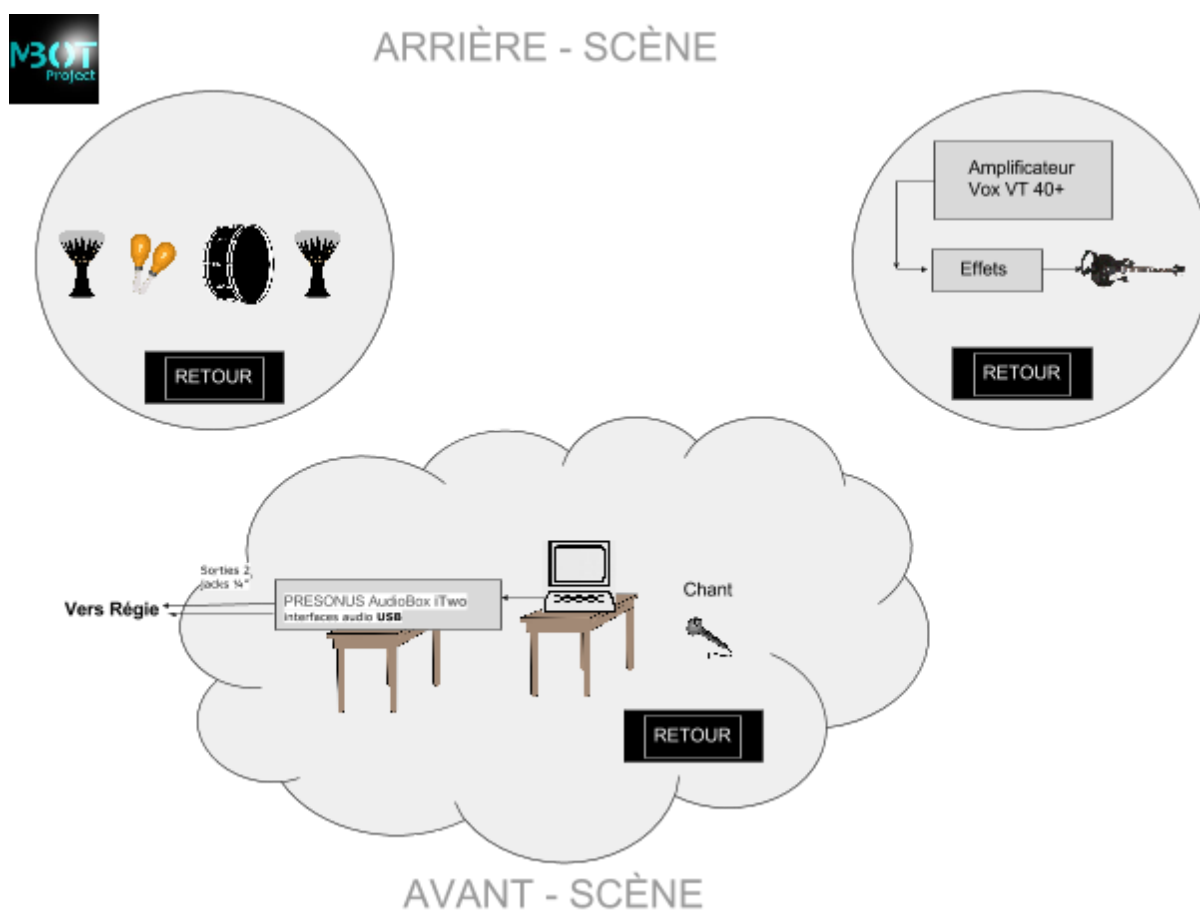 MBOT
Project
ARRIÈRE - SCÈNE
Amplificateur
Vox VT 40+
Effets
RETOUR
RETOUR
Sorties 2
jacks ¼"
Vers Régie
PRESONUS AudioBox iTwo
interfaces audio USB
Chant
RETOUR
AVANT - SCÈNE